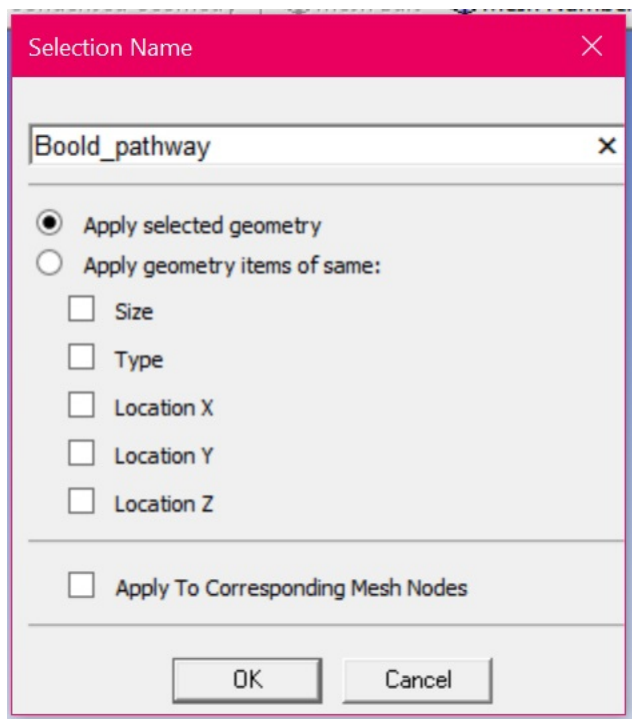 Selection Name
Boold_pathway
Apply selected geometry
Apply geometry items of same:
Size
Type
Location X
Location Y
Location Z
Apply To Corresponding Mesh Nodes
OK
Cancel